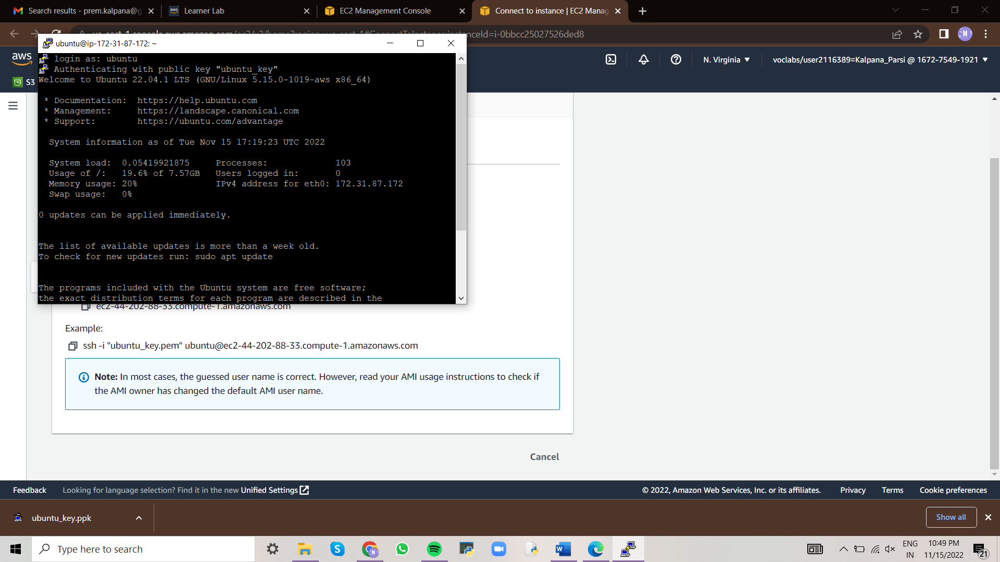 Search results - prem.kalpana@g
Learner Lab
EC2 Management Console
Connect to instance | EC2 Manag
nceId=i-0bbcc25027526ded8
ubuntu@ip-172-31-87-172: ~
aws
N. Virginia
voclabs/user2116389=Kalpana_Parsi @ 1672-7549-1921
S3
login as: ubuntu
Authenticating with public key "ubuntu_key"
Welcome to Ubuntu 22.04.1 LTS (GNU/Linux 5.15.0-1019-aws x86_64)
* Documentation: https://help.ubuntu.com
* Management: https://landscape.canonical.com
* Support: https://ubuntu.com/advantage
System information as of Tue Nov 15 17:19:23 UTC 2022
System load: 0.05419921875 Processes: 103
Usage of /: 19.6% of 7.57GB Users logged in: 0
Memory usage: 20% IPv4 address for eth0: 172.31.87.172
Swap usage: 0%
0 updates can be applied immediately.
The list of available updates is more than a week old.
To check for new updates run: sudo apt update
The programs included with the Ubuntu system are free software;
the exact distribution terms for each program are described in the
ec2-44-202-88-33.compute-1.amazonaws.com
Example:
ssh -i "ubuntu_key.pem" ubuntu@ec2-44-202-88-33.compute-1.amazonaws.com
Note: In most cases, the guessed user name is correct. However, read your AMI usage instructions to check if
the AMI owner has changed the default AMI user name.
Cancel
Feedback
Looking for language selection? Find it in the new Unified Settings
© 2022, Amazon Web Services, Inc. or its affiliates.
Privacy
Terms
Cookie preferences
ubuntu_key.ppk
Show all
Type here to search
ENG
IN
10:49 PM
11/15/2022
21